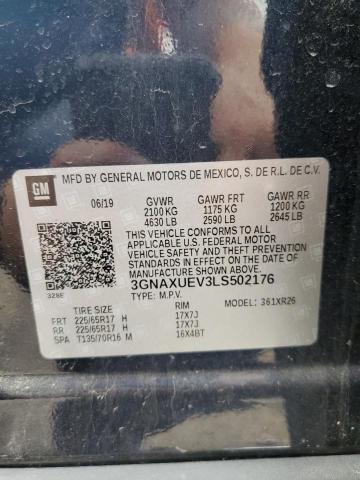 GM
MFD BY GENERAL MOTORS DE MEXICO, S. DE R.L. DE C.V.
06/19 GVWR GAWR FRT GAWR RR
2100 KG 1175 KG 1200 KG
4630 LB 2590 LB 2645 LB
THIS VEHICLE CONFORMS TO ALL
APPLICABLE U.S. FEDERAL MOTOR
VEHICLE SAFETY AND THEFT PREVENTION
STANDARDS IN EFFECT ON THE DATE OF
MANUFACTURE SHOWN ABOVE.
3GNAXUEV3LS502176
328E TYPE: M.P.V. MODEL: 361XR26
TIRE SIZE RIM
FRT 225/65R17 H 17X7J
RR 225/65R17 H 17X7J
SPA T135/70R16 M 16X4BT